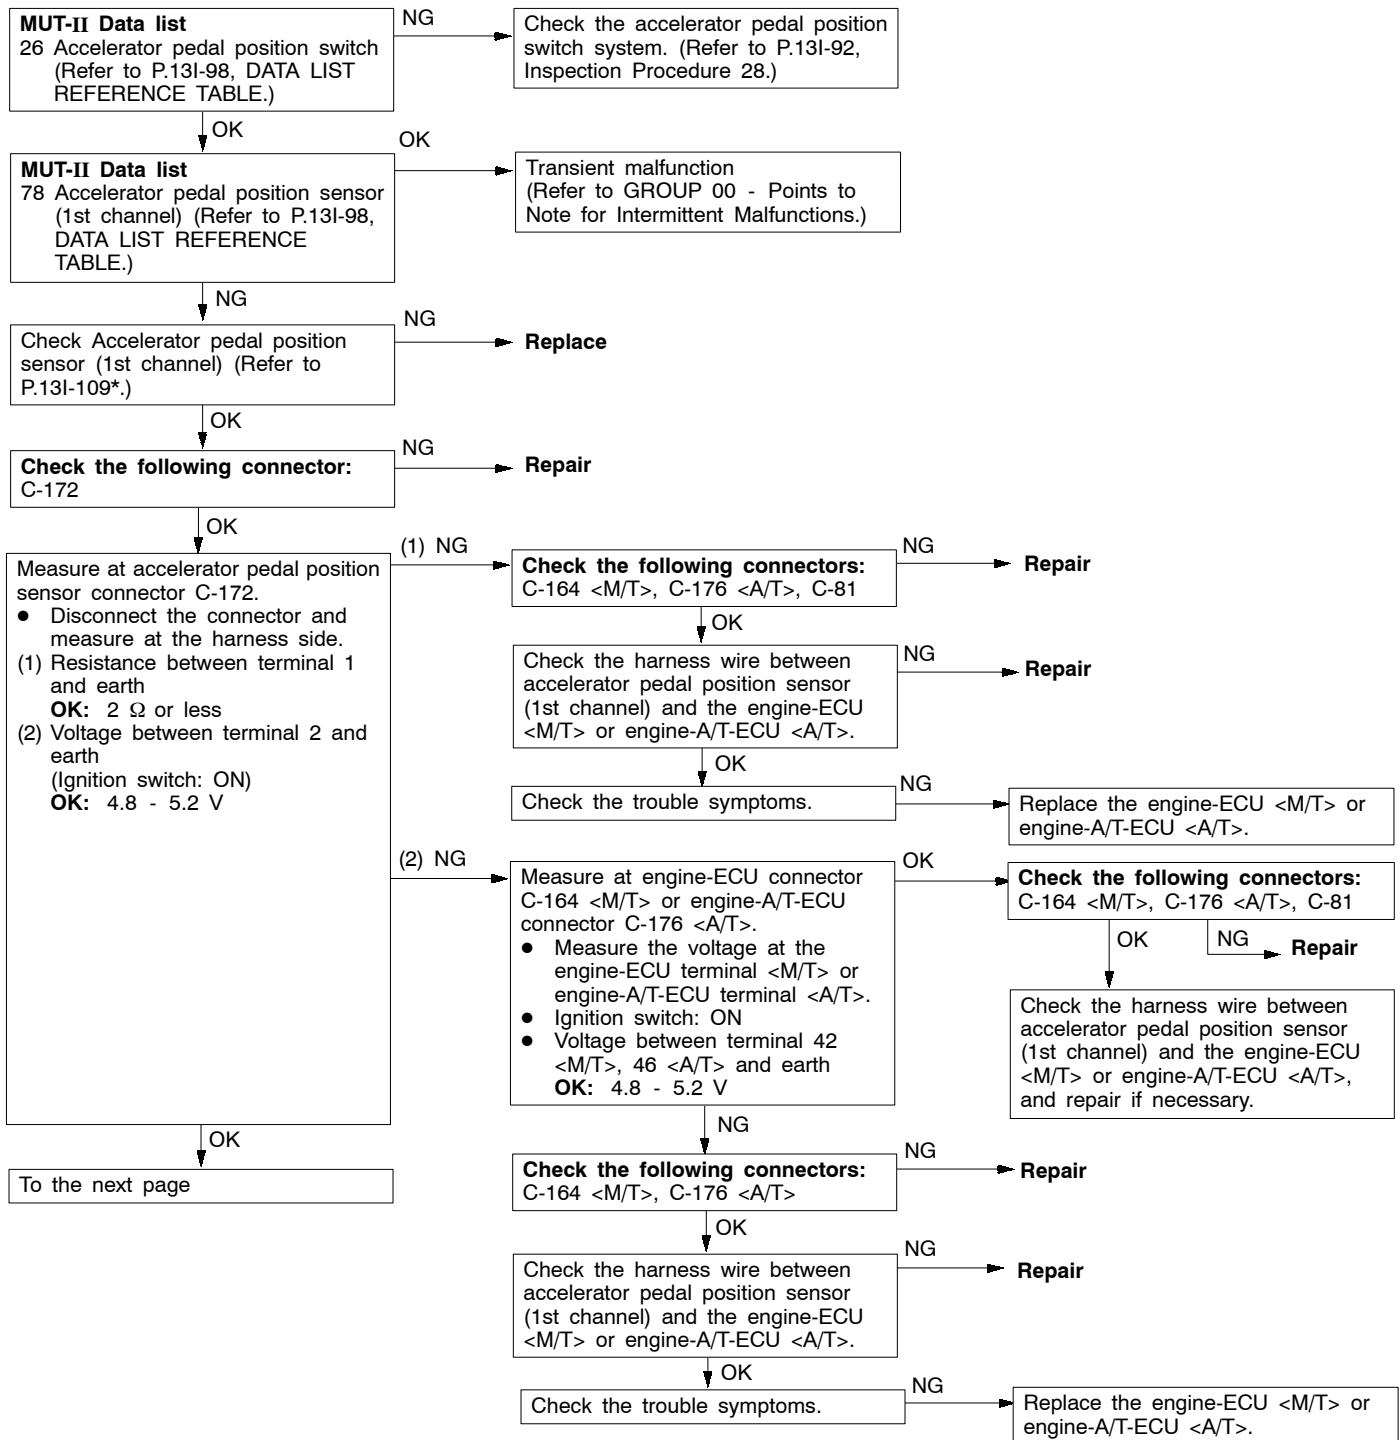 MUT-II Data list
26 Accelerator pedal position switch
(Refer to P.13I-98, DATA LIST
REFERENCE TABLE.)
NG
Check the accelerator pedal position
switch system. (Refer to P.13I-92,
Inspection Procedure 28.)
OK
MUT-II Data list
78 Accelerator pedal position sensor
(1st channel) (Refer to P.13I-98,
DATA LIST REFERENCE
TABLE.)
OK
Transient malfunction
(Refer to GROUP 00 - Points to
Note for Intermittent Malfunctions.)
NG
Check Accelerator pedal position
sensor (1st channel) (Refer to
P.13I-109*.)
NG
Replace
OK
Check the following connector:
C-172
NG
Repair
OK
Measure at accelerator pedal position
sensor connector C-172.
● Disconnect the connector and
measure at the harness side.
(1) Resistance between terminal 1
and earth
OK: 2 Ω or less
(2) Voltage between terminal 2 and
earth
(Ignition switch: ON)
OK: 4.8 - 5.2 V
(1) NG
Check the following connectors:
C-164 <M/T>, C-176 <A/T>, C-81
NG
Repair
OK
Check the harness wire between
accelerator pedal position sensor
(1st channel) and the engine-ECU
<M/T> or engine-A/T-ECU <A/T>.
NG
Repair
OK
Check the trouble symptoms.
NG
Replace the engine-ECU <M/T> or
engine-A/T-ECU <A/T>.
(2) NG
Measure at engine-ECU connector
C-164 <M/T> or engine-A/T-ECU
connector C-176 <A/T>.
● Measure the voltage at the
engine-ECU terminal <M/T> or
engine-A/T-ECU terminal <A/T>.
● Ignition switch: ON
● Voltage between terminal 42
<M/T>, 46 <A/T> and earth
OK: 4.8 - 5.2 V
OK
Check the following connectors:
C-164 <M/T>, C-176 <A/T>, C-81
OK
NG
Repair
Check the harness wire between
accelerator pedal position sensor
(1st channel) and the engine-ECU
<M/T> or engine-A/T-ECU <A/T>,
and repair if necessary.
OK
To the next page
NG
Check the following connectors:
C-164 <M/T>, C-176 <A/T>
NG
Repair
OK
Check the harness wire between
accelerator pedal position sensor
(1st channel) and the engine-ECU
<M/T> or engine-A/T-ECU <A/T>.
NG
Repair
OK
Check the trouble symptoms.
NG
Replace the engine-ECU <M/T> or
engine-A/T-ECU <A/T>.